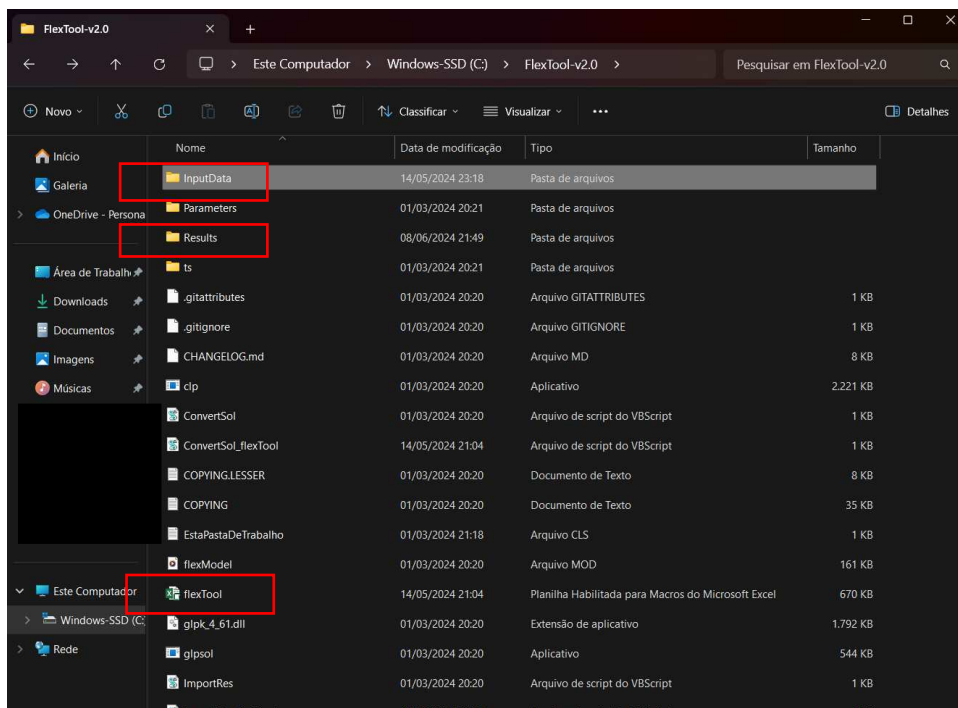 FlexTool-v2.0
Este Computador > Windows-SSD (C:) > FlexTool-v2.0 >
Pesquisar em FlexTool-v2.0
Novo
Classificar
Visualizar
Detalhes
Início
Galeria
OneDrive - Persona
Área de Trabalh
Downloads
Documentos
Imagens
Músicas
Este Computador
Windows-SSD (C:
Rede
Nome Data de modificação Tipo Tamanho
InputData 14/05/2024 23:18 Pasta de arquivos
Parameters 01/03/2024 20:21 Pasta de arquivos
Results 08/06/2024 21:49 Pasta de arquivos
ts 01/03/2024 20:21 Pasta de arquivos
.gitattributes 01/03/2024 20:20 Arquivo GITATTRIBUTES 1 KB
.gitignore 01/03/2024 20:20 Arquivo GITIGNORE 1 KB
CHANGELOG.md 01/03/2024 20:20 Arquivo MD 8 KB
clp 01/03/2024 20:20 Aplicativo 2.221 KB
ConvertSol 01/03/2024 20:20 Arquivo de script do VBScript 1 KB
ConvertSol_flexTool 14/05/2024 21:04 Arquivo de script do VBScript 1 KB
COPYING.LESSER 01/03/2024 20:20 Documento de Texto 8 KB
COPYING 01/03/2024 20:20 Documento de Texto 35 KB
EstaPastaDeTrabalho 01/03/2024 21:18 Arquivo CLS 1 KB
flexModel 01/03/2024 20:20 Arquivo MOD 161 KB
flexTool 14/05/2024 21:04 Planilha Habilitada para Macros do Microsoft Excel 670 KB
glpk_4_61.dll 01/03/2024 20:20 Extensão de aplicativo 1.792 KB
glpsol 01/03/2024 20:20 Aplicativo 544 KB
ImportRes 01/03/2024 20:20 Arquivo de script do VBScript 1 KB